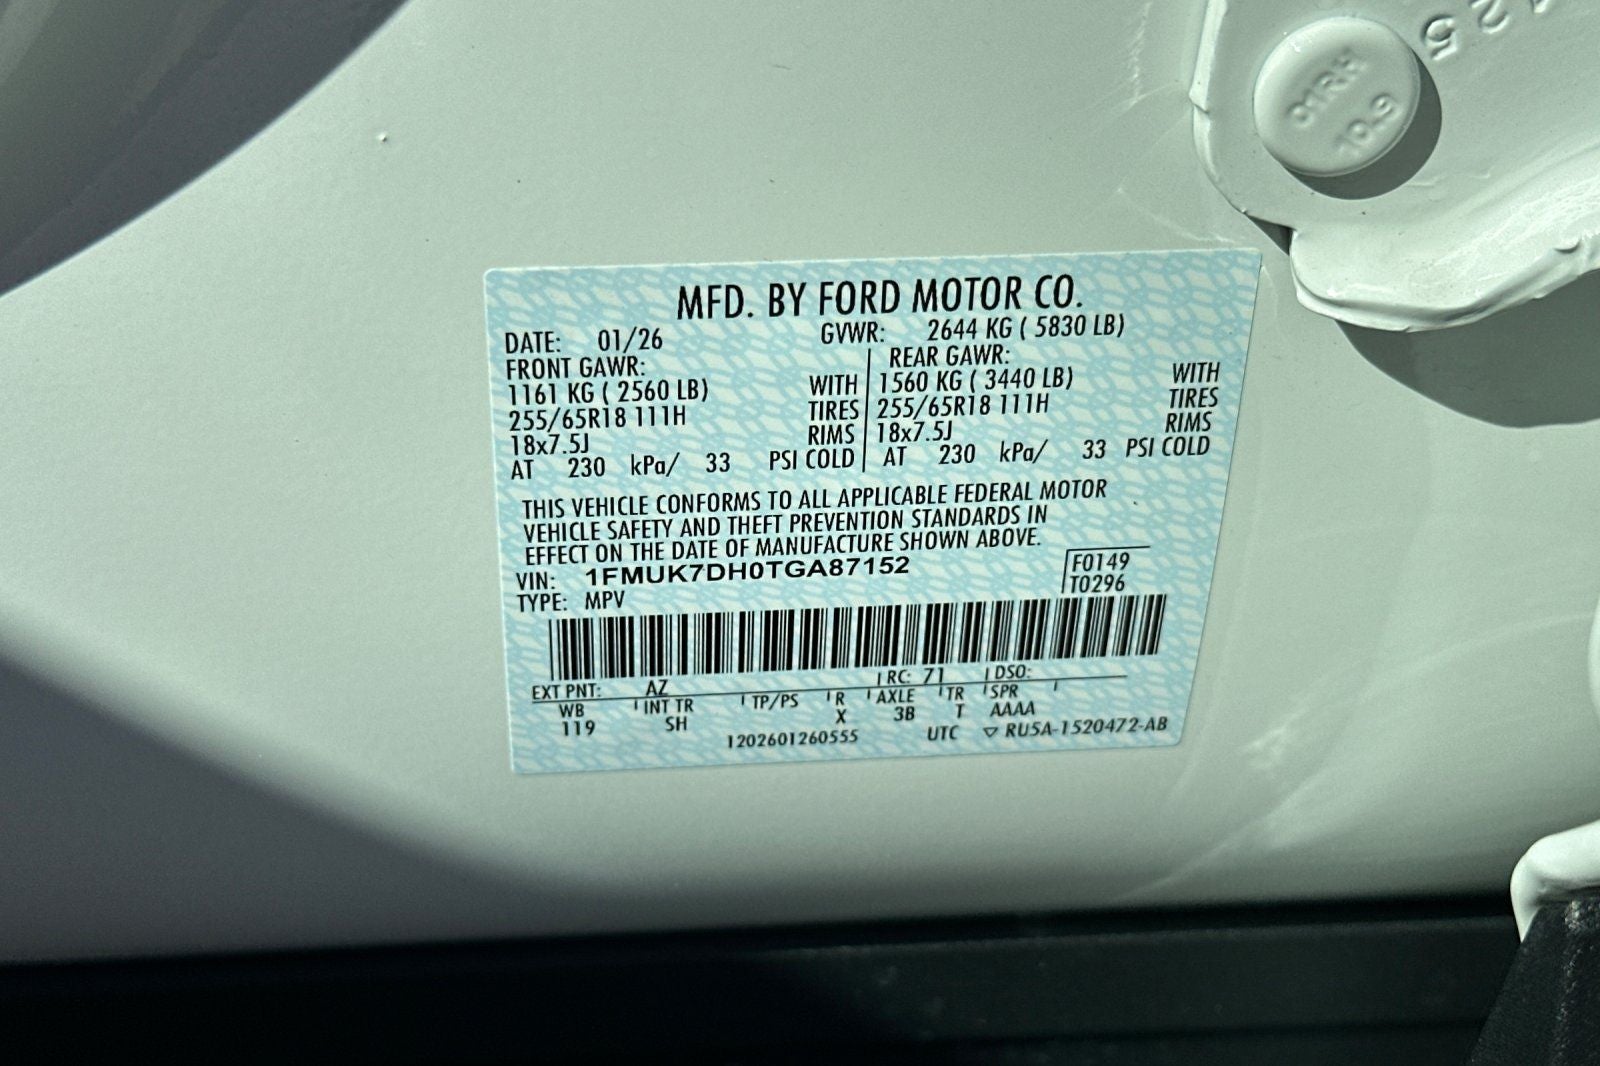 01RH
10.9
MFD. BY FORD MOTOR CO.
DATE: 01/26 GVWR: 2644 KG ( 5830 LB)
FRONT GAWR: REAR GAWR:
1161 KG ( 2560 LB) WITH 1560 KG ( 3440 LB) WITH
255/65R18 111H TIRES 255/65R18 111H TIRES
18x7.5J RIMS 18x7.5J RIMS
AT 230 kPa/ 33 PSI COLD AT 230 kPa/ 33 PSI COLD
THIS VEHICLE CONFORMS TO ALL APPLICABLE FEDERAL MOTOR
VEHICLE SAFETY AND THEFT PREVENTION STANDARDS IN
EFFECT ON THE DATE OF MANUFACTURE SHOWN ABOVE.
VIN: 1FMUK7DH0TGA87152 F0149
TYPE: MPV T0296
EXT PNT: AZ RC: 71 DSO:
WB INT TR TP/PS R AXLE TR SPR
119 SH X 3B T AAAA
1202601260555 UTC ▽ RU5A-1520472-AB